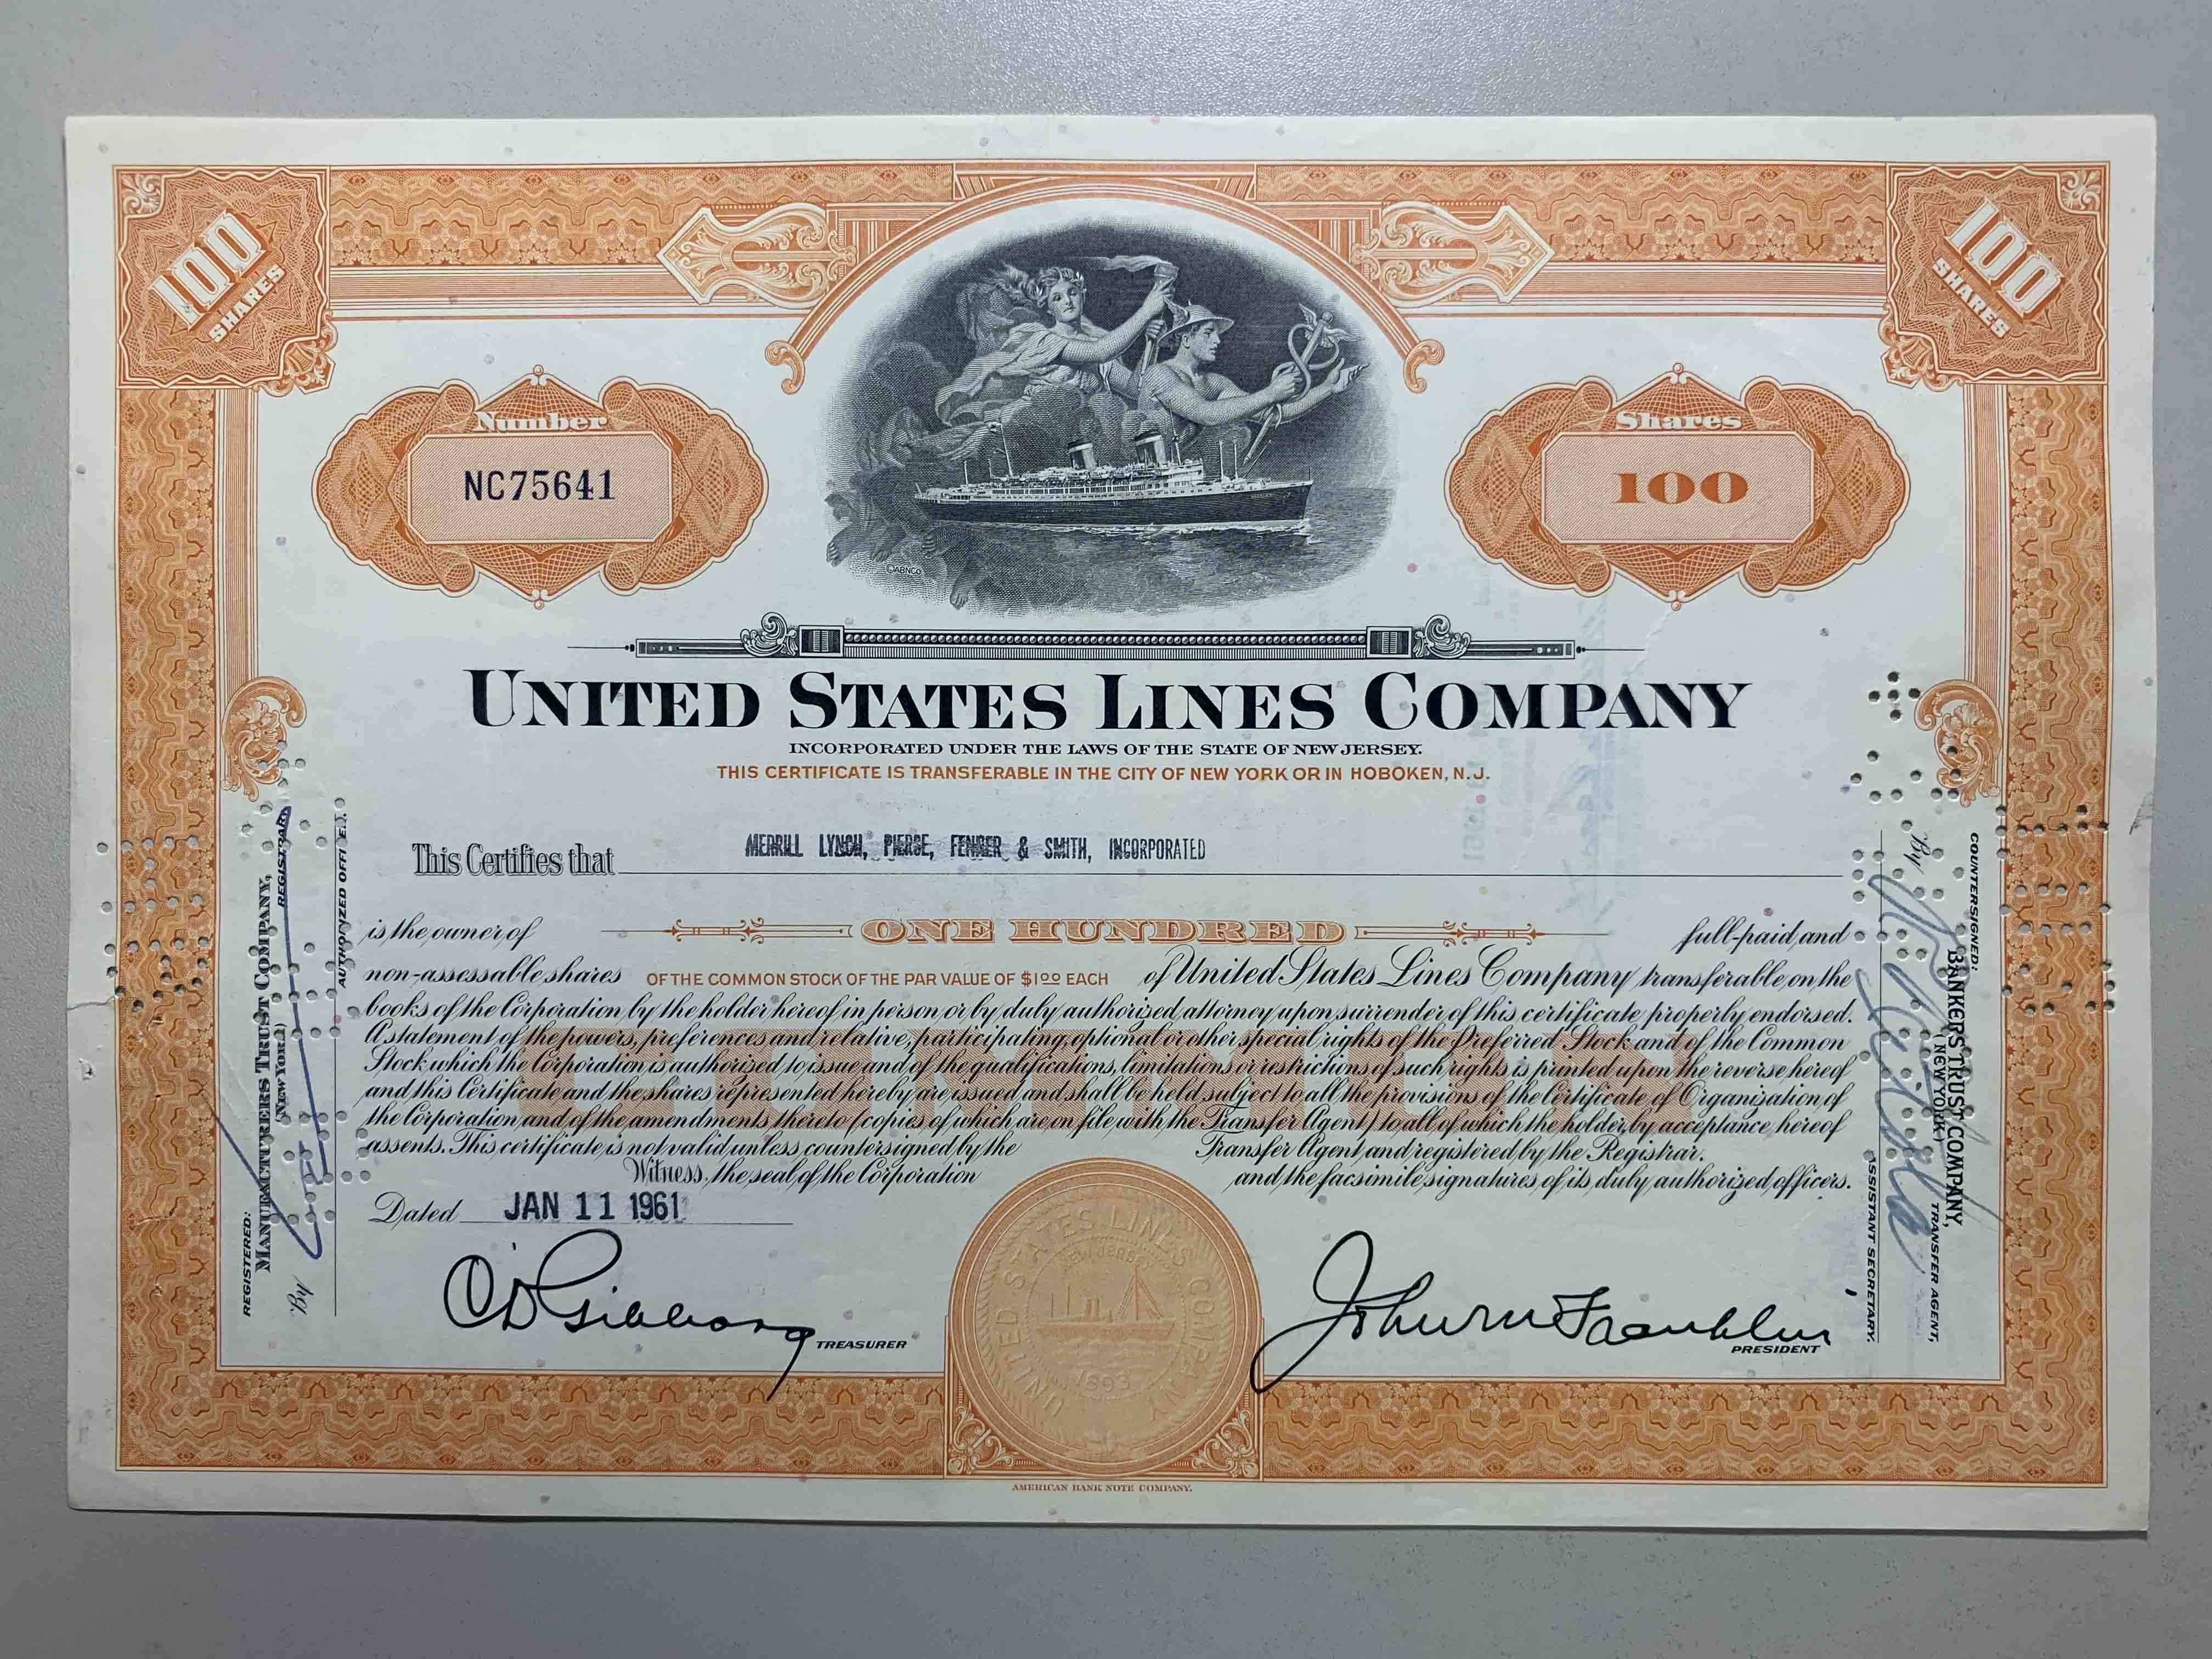 100
SHARES
100
SHARES
Number
NC75641
Shares
100
©ABNCo
UNITED STATES LINES COMPANY
INCORPORATED UNDER THE LAWS OF THE STATE OF NEW JERSEY.
THIS CERTIFICATE IS TRANSFERABLE IN THE CITY OF NEW YORK OR IN HOBOKEN, N.J.
This Certifies that MERRILL LYNCH, PIERCE, FENNER & SMITH, INCORPORATED
is the owner of ONE HUNDRED full-paid and
non-assessable shares OF THE COMMON STOCK OF THE PAR VALUE OF $1.00 EACH of United States Lines Company transferable on the
books of the Corporation by the holder hereof in person or by duly authorized attorney upon surrender of this certificate properly endorsed.
A statement of the powers, preferences and relative, participating, optional or other special rights of the Preferred Stock and of the Common
Stock which the Corporation is authorized to issue and of the qualifications, limitations or restrictions of such rights is printed upon the reverse hereof
and this Certificate and the shares represented hereby are issued and shall be held subject to all the provisions of the Certificate of Organization of
the Corporation and of the amendments thereto (copies of which are on file with the Transfer Agent) to all of which the holder, by acceptance hereof
assents. This certificate is not valid unless countersigned by the Transfer Agent and registered by the Registrar.
Witness, the seal of the Corporation and the facsimile signatures of its duly authorized officers.
COMMON
Dated JAN 11 1961
TREASURER
John M Franklin
PRESIDENT
UNITED STATES LINES COMPANY
NEW JERSEY
1893
REGISTERED:
MANUFACTURERS TRUST COMPANY,
(NEW YORK)
REGISTRAR
By
AUTHORIZED OFFI E.
COUNTERSIGNED:
BANKERS TRUST COMPANY,
(NEW YORK)
TRANSFER AGENT,
By
ASSISTANT SECRETARY.
AMERICAN BANK NOTE COMPANY.